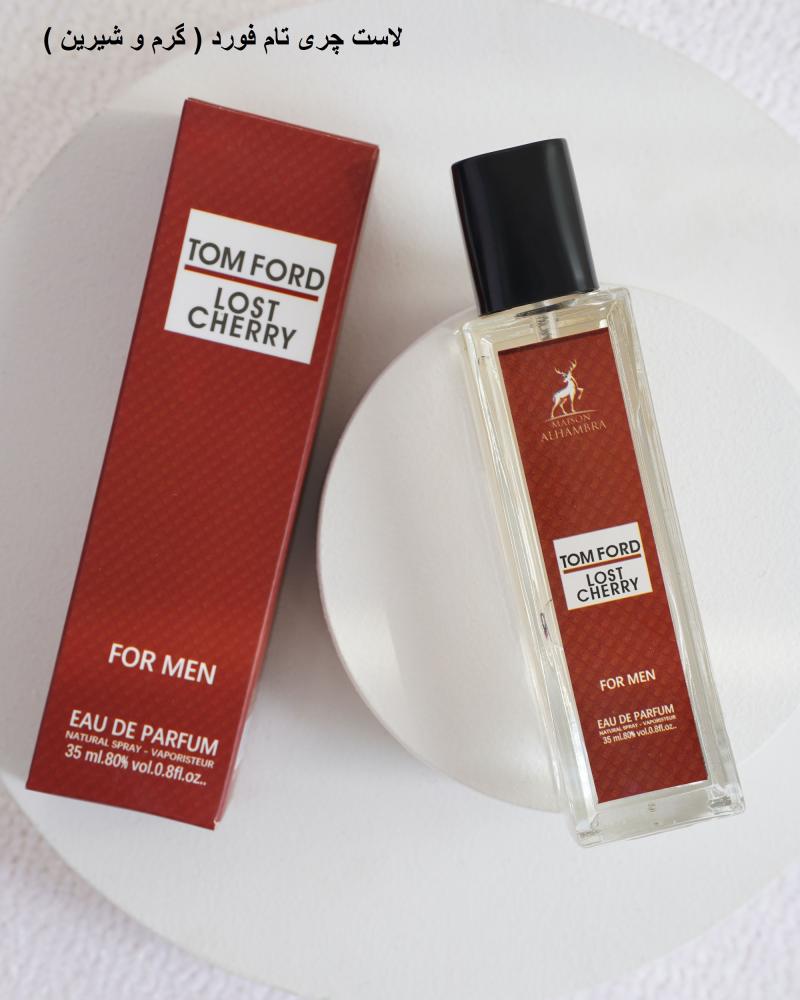 لاست چری تام فورد ( گرم و شیرین )
TOM FORD
LOST
CHERRY
FOR MEN
EAU DE PARFUM
NATURAL SPRAY - VAPORISTEUR
35 ml.80% vol.0.8fl.oz..
MAISON
ALHAMBRA
TOM FORD
LOST
CHERRY
FOR MEN
EAU DE PARFUM
NATURAL SPRAY - VAPORISTEUR
35 ml.80% vol.0.8fl.oz..